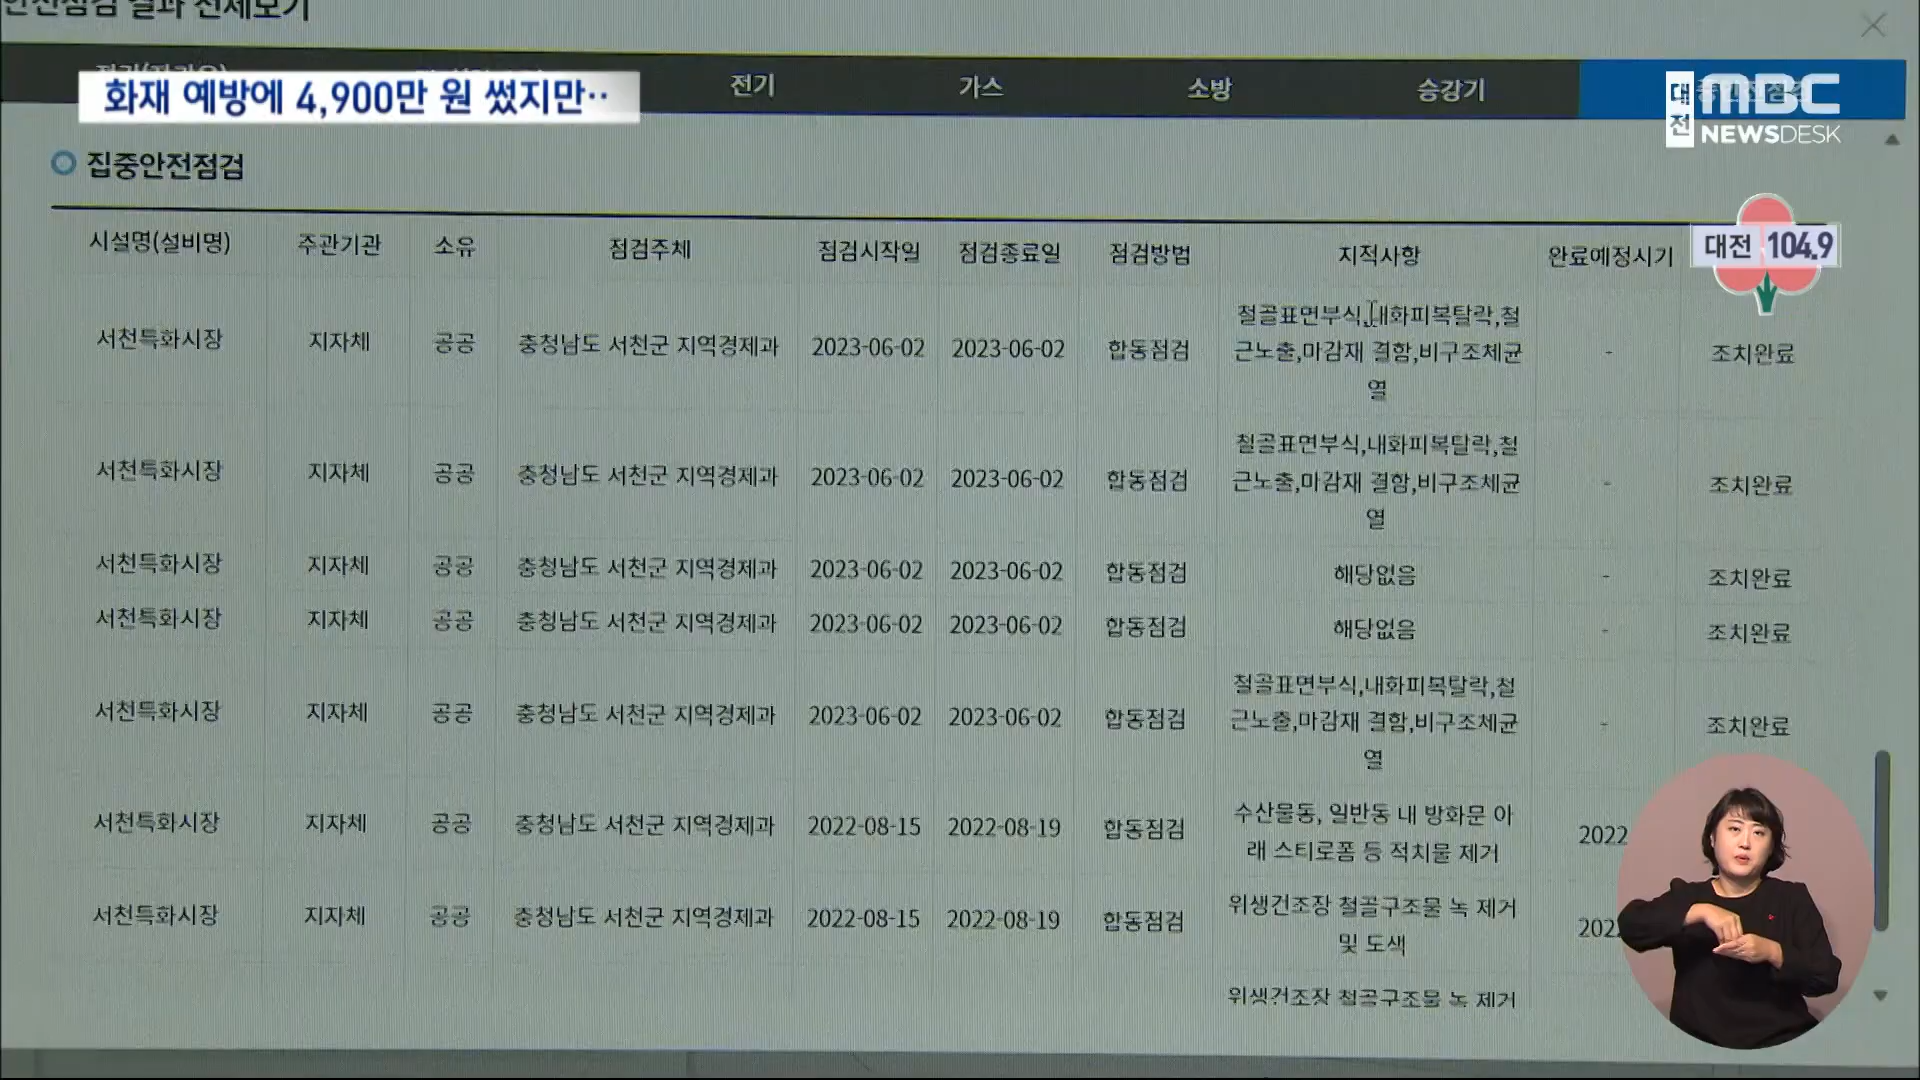 안전점검 결과 전체보기
화재 예방에 4,900만 원 썼지만··
전기 가스 소방 승강기
대전 MBC
NEWSDESK
대전 104.9
집중안전점검
시설명(설비명) 주관기관 소유 점검주체 점검시작일 점검종료일 점검방법 지적사항 완료예정시기
서천특화시장 지자체 공공 충청남도 서천군 지역경제과 2023-06-02 2023-06-02 합동점검 철골표면부식,내화피복탈락,철
근노출,마감재 결함,비구조체균
열
- 조치완료
서천특화시장 지자체 공공 충청남도 서천군 지역경제과 2023-06-02 2023-06-02 합동점검 철골표면부식,내화피복탈락,철
근노출,마감재 결함,비구조체균
열
- 조치완료
서천특화시장 지자체 공공 충청남도 서천군 지역경제과 2023-06-02 2023-06-02 합동점검 해당없음 - 조치완료
서천특화시장 지자체 공공 충청남도 서천군 지역경제과 2023-06-02 2023-06-02 합동점검 해당없음 - 조치완료
서천특화시장 지자체 공공 충청남도 서천군 지역경제과 2023-06-02 2023-06-02 합동점검 철골표면부식,내화피복탈락,철
근노출,마감재 결함,비구조체균
열
- 조치완료
서천특화시장 지자체 공공 충청남도 서천군 지역경제과 2022-08-15 2022-08-19 합동점검 수산물동, 일반동 내 방화문 아
래 스티로폼 등 적치물 제거
2022
서천특화시장 지자체 공공 충청남도 서천군 지역경제과 2022-08-15 2022-08-19 합동점검 위생건조장 철골구조물 녹 제거
및 도색
202
위생건조장 철골구조물 녹 제거